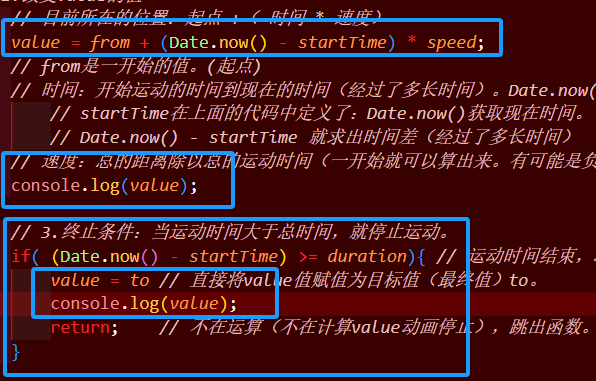 // 目前所在的位置：起点 +（ 时间 * 速度）
value = from + (Date.now() - startTime) * speed;
// from是一开始的值。(起点)
// 时间：开始运动的时间到现在的时间（经过了多长时间）。Date.now(
// startTime在上面的代码中定义了：Date.now()获取现在时间。
// Date.now() - startTime 就求出时间差（经过了多长时间）
// 速度：总的距离除以总的运动时间（一开始就可以算出来。有可能是负
console.log(value);
// 3.终止条件：当运动时间大于总时间，就停止运动。
if( (Date.now() - startTime) >= duration){ // 运动时间结束，
value = to // 直接将value值赋值为目标值（最终值）to。
console.log(value);
return; // 不在运算（不在计算value动画停止），跳出函数。
}